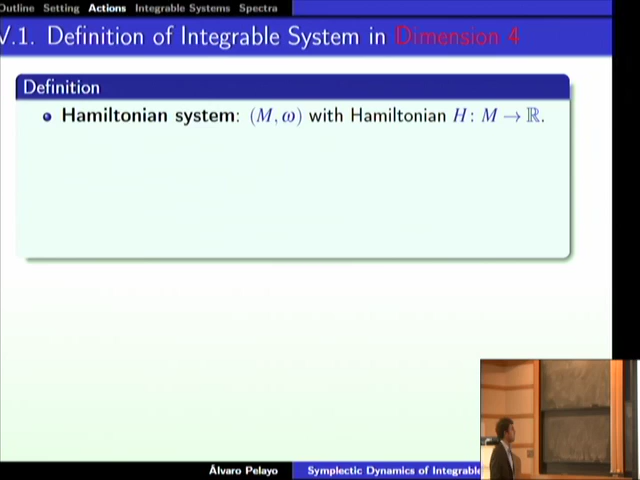 Outline Setting Actions Integrable Systems Spectra
V.1. Definition of Integrable System in Dimension 4
Definition
Hamiltonian system: (M, ω) with Hamiltonian H: M → ℝ.
Álvaro Pelayo Symplectic Dynamics of Integrable